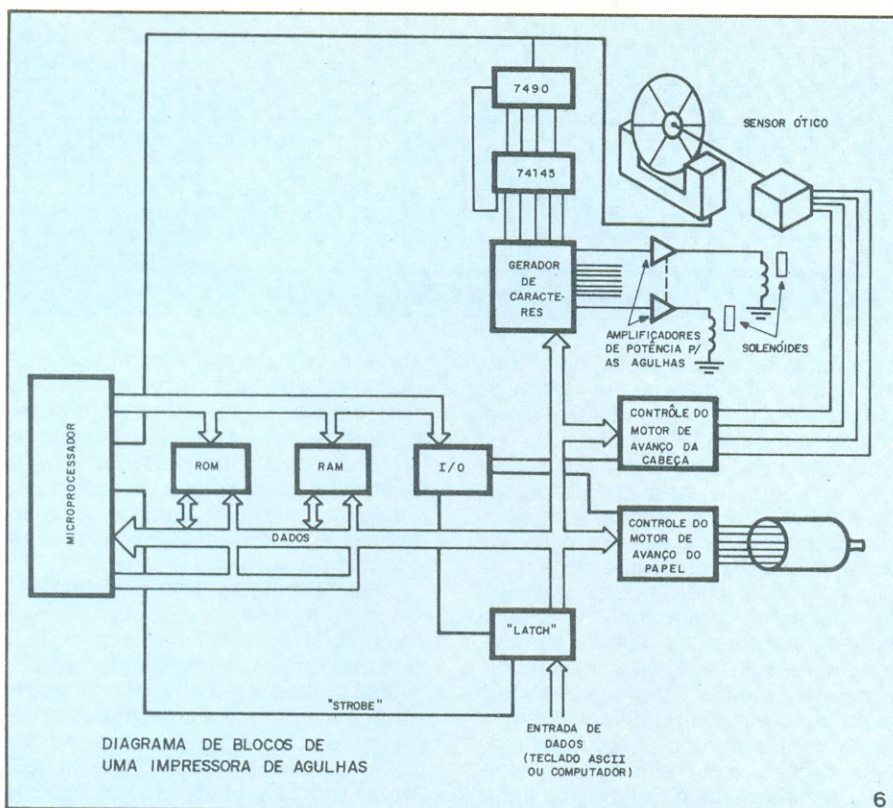 7490
SENSOR ÓTICO
74145
GERADOR
DE
CARACTE-
RES
AMPLIFICADORES
DE POTÊNCIA P/
AS AGULHAS
SOLENÓIDES
MICROPROCESSADOR
ROM
RAM
I/O
CONTRÔLE DO
MOTOR DE
AVANÇO DA
CABEÇA
DADOS
CONTROLE DO
MOTOR DE
AVANÇO DO
PAPEL
"LATCH"
"STROBE"
ENTRADA DE
DADOS
(TECLADO ASCII
OU COMPUTADOR)
DIAGRAMA DE BLOCOS DE
UMA IMPRESSORA DE AGULHAS
6